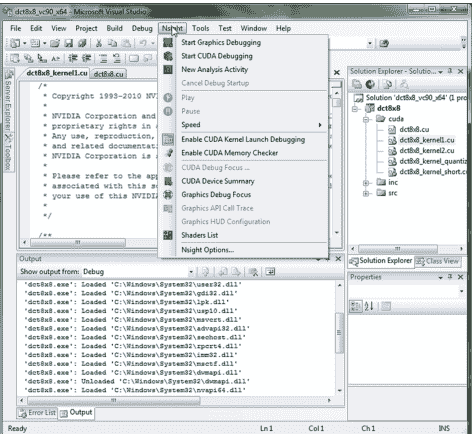 dct8x8_vc90_x64 - Microsoft Visual Studio
File Edit View Project Build Debug Nsight Tools Test Window Help
Start Graphics Debugging
Start CUDA Debugging
New Analysis Activity
Cancel Debug Startup
Play
Pause
Speed
Enable CUDA Kernel Launch Debugging
Enable CUDA Memory Checker
CUDA Debug Focus ...
CUDA Device Summary
Graphics Debug Focus
Graphics API Call Trace
Graphics HUD Configuration
Shaders List
Nsight Options...
Server Explorer
Toolbox
dct8x8_kernel1.cu dct8x8.cu
/*
* Copyright 1993-2010 NVI
*
* NVIDIA Corporation and
* proprietary rights in
* Any use, reproduction,
* and related documentati
* NVIDIA Corporation is
*
* Please refer to the app
* associated with this s
* your use of this NVIDI
*
*/
/**
Solution Explorer - Solutio...
Solution 'dct8x8_vc90_x64' (1 proj
dct8x8
cuda
dct8x8.cu
dct8x8_kernel1.cu
dct8x8_kernel2.cu
dct8x8_kernel_quantiz
dct8x8_kernel_short.c
inc
src
Solution Explorer Class View
Properties
Output
Show output from: Debug
'dct8x8.exe': Loaded 'C:\Windows\System32\user32.dll'
'dct8x8.exe': Loaded 'C:\Windows\System32\gdi32.dll'
'dct8x8.exe': Loaded 'C:\Windows\System32\lpk.dll'
'dct8x8.exe': Loaded 'C:\Windows\System32\usp10.dll'
'dct8x8.exe': Loaded 'C:\Windows\System32\msvcrt.dll'
'dct8x8.exe': Loaded 'C:\Windows\System32\advapi32.dll'
'dct8x8.exe': Loaded 'C:\Windows\System32\sechost.dll'
'dct8x8.exe': Loaded 'C:\Windows\System32\rpcrt4.dll'
'dct8x8.exe': Loaded 'C:\Windows\System32\imm32.dll'
'dct8x8.exe': Loaded 'C:\Windows\System32\msctf.dll'
'dct8x8.exe': Loaded 'C:\Windows\System32\dwmapi.dll'
'dct8x8.exe': Unloaded 'C:\Windows\System32\dwmapi.dll'
'dct8x8.exe': Loaded 'C:\Windows\System32\nvapi64.dll'
Error List Output
Ready Ln 1 Col 1 Ch 1 INS